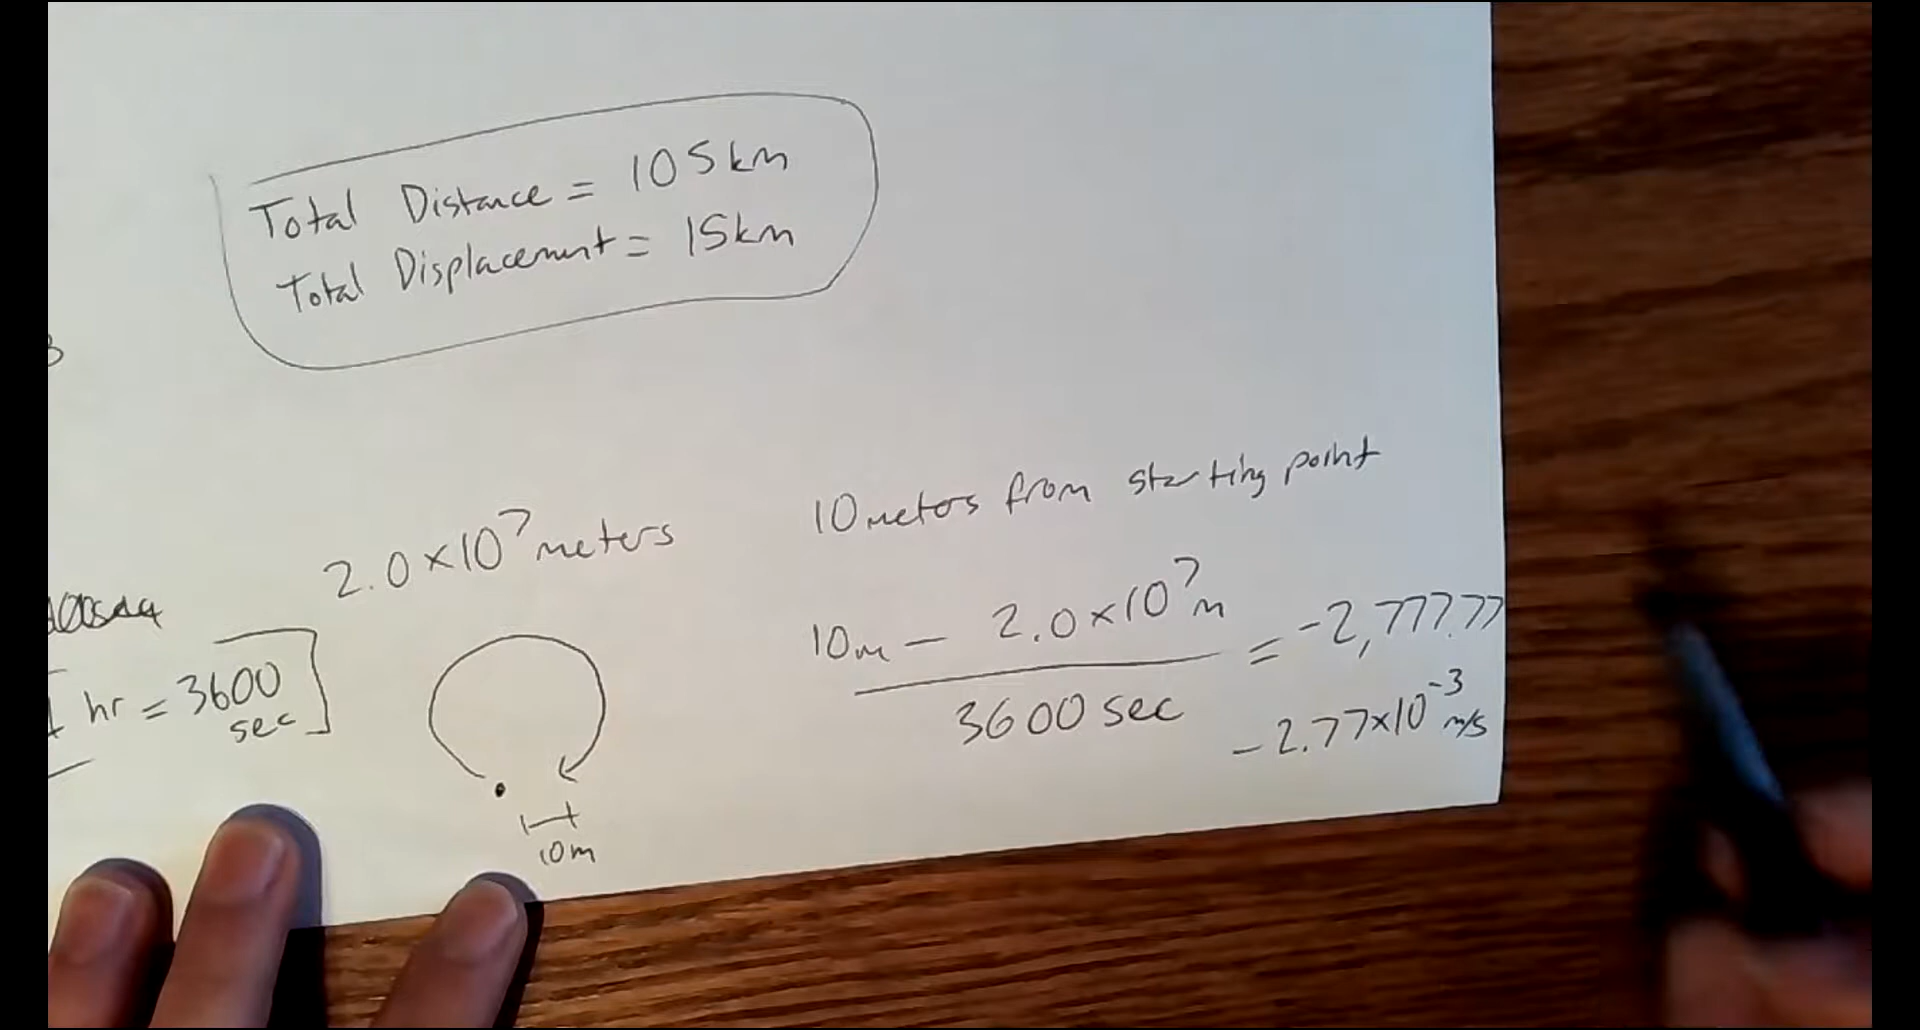 Total Distance = 105km
Total Displacement = 15km
10 meters from starting point
2.0×10⁷ meters
hr = 3600
sec
10m
10m - 2.0×10⁷m
3600 sec
= -2,777.77
-2.77×10⁻³ m/s